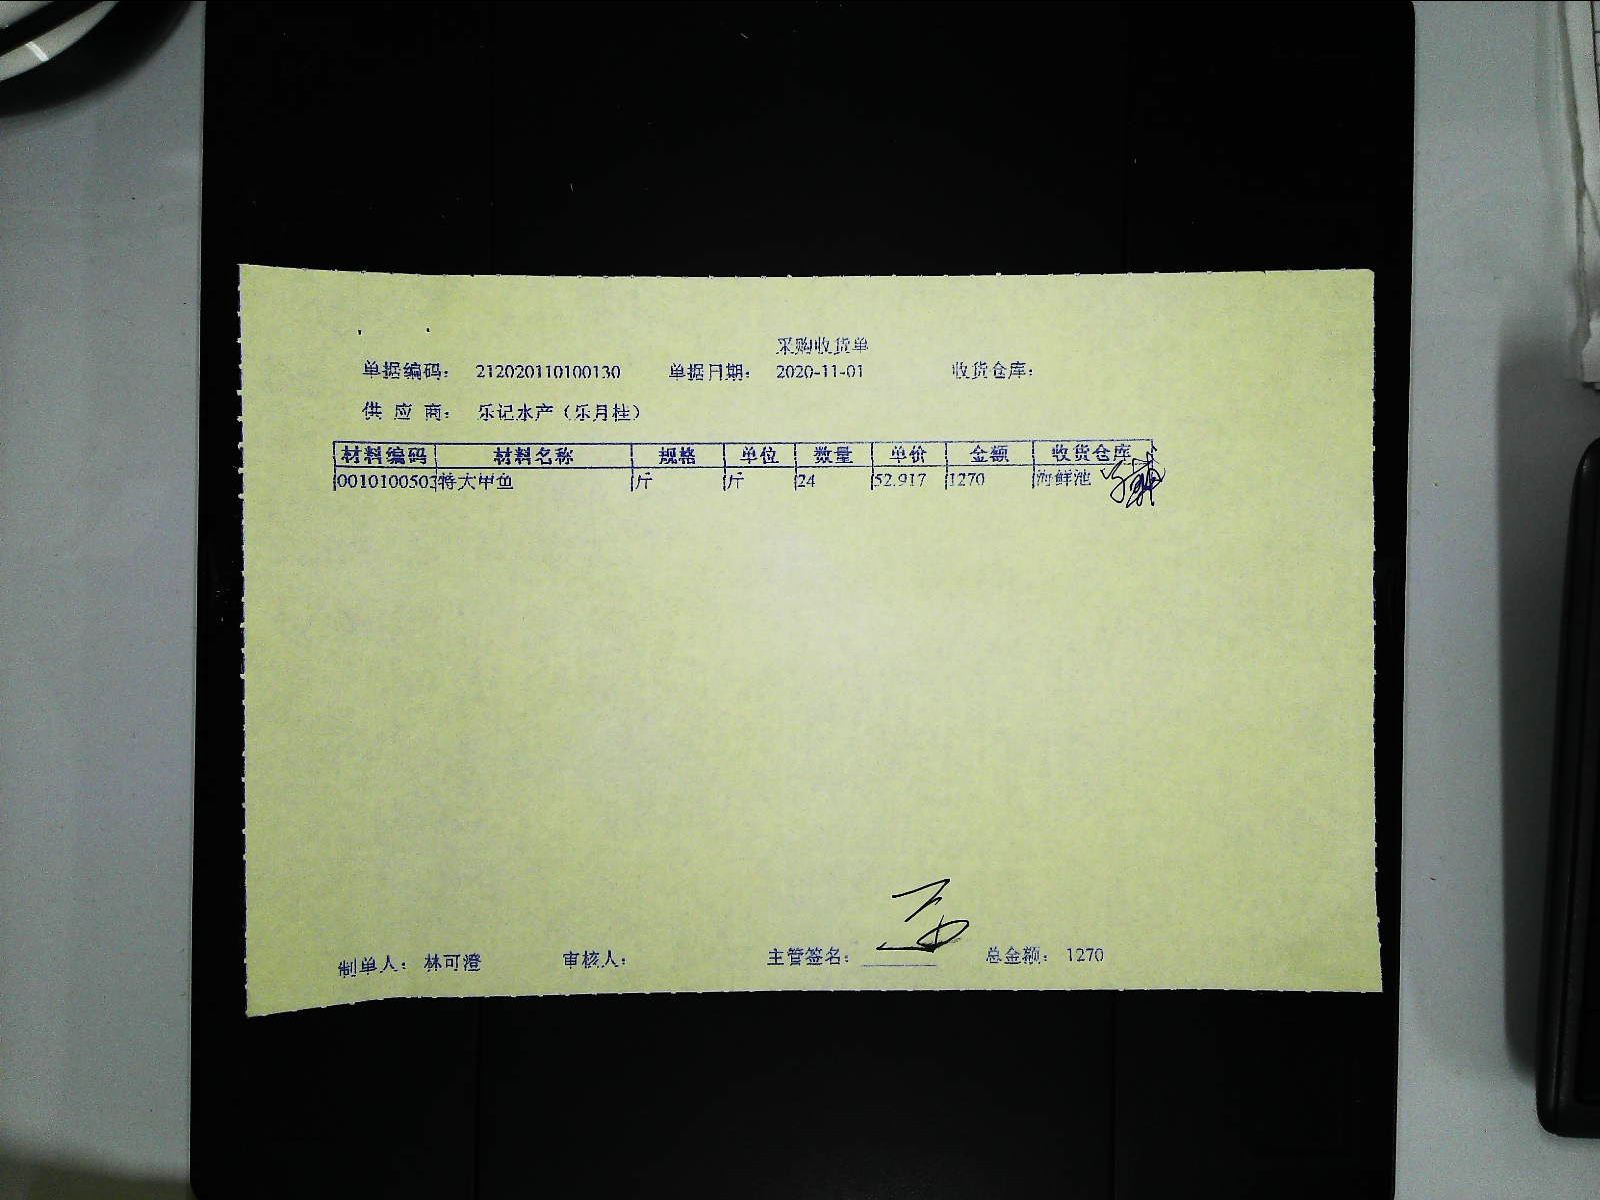 采购收货单
单据编码： 212020110100130 单据日期： 2020-11-01 收货仓库：
供 应 商： 乐记水产（乐月桂）
材料编码 材料名称 规格 单位 数量 单价 金额 收货仓库
0010100503 特大甲鱼 斤 斤 24 52.917 1270 海鲜池
制单人： 林可澄 审核人： 主管签名： 总金额： 1270